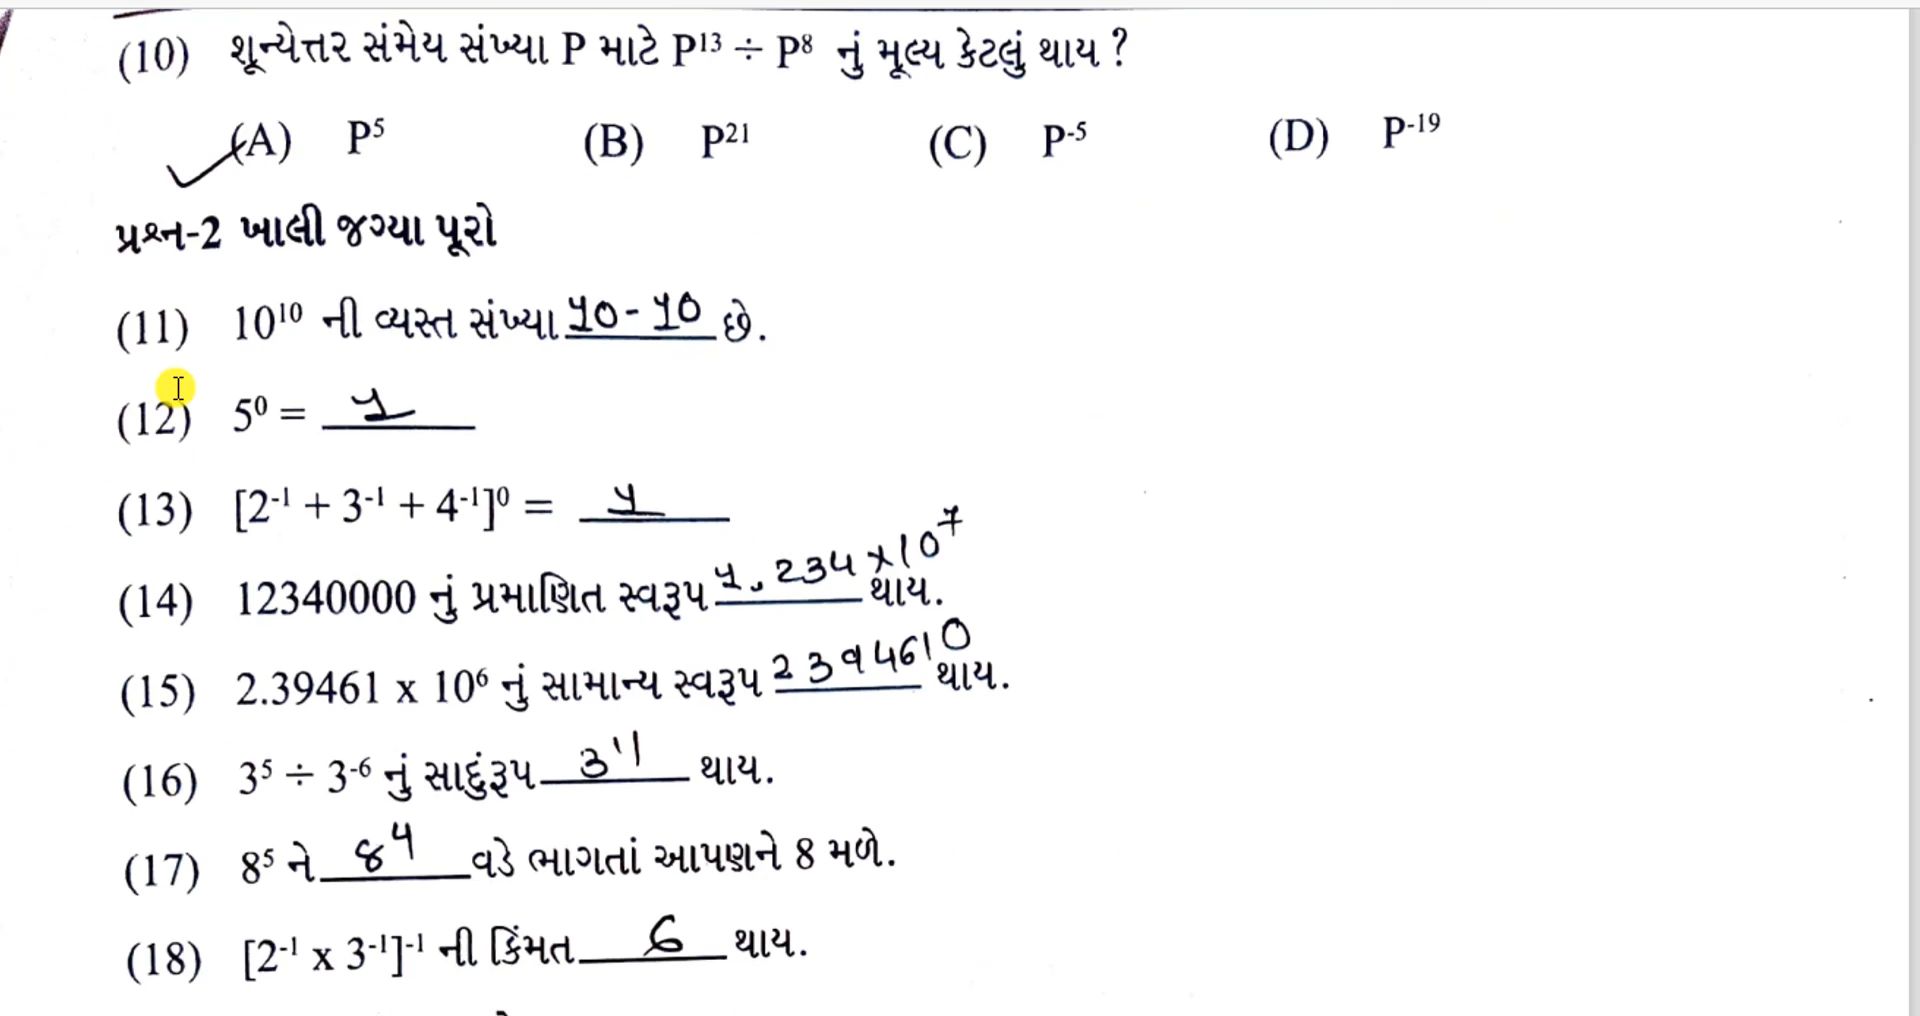 (10) શૂન્યેત્તર સંમેય સંખ્યા P માટે P¹³ ÷ P⁸ નું મૂલ્ય કેટલું થાય ?
(A) P⁵ (B) P²¹ (C) P⁻⁵ (D) P⁻¹⁹
પ્રશ્ન-2 ખાલી જગ્યા પૂરો
(11) 10¹⁰ ની વ્યસ્ત સંખ્યા 10-10 છે.
(12) 5⁰ = 1
(13) [2⁻¹ + 3⁻¹ + 4⁻¹]⁰ = 1
(14) 12340000 નું પ્રમાણિત સ્વરૂપ 1.234×10⁷ થાય.
(15) 2.39461 x 10⁶ નું સામાન્ય સ્વરૂપ 2394610 થાય.
(16) 3⁵ ÷ 3⁻⁶ નું સાદુંરૂપ 3¹¹ થાય.
(17) 8⁵ ને 8⁴ વડે ભાગતાં આપણને 8 મળે.
(18) [2⁻¹ x 3⁻¹]⁻¹ ની કિંમત 6 થાય.